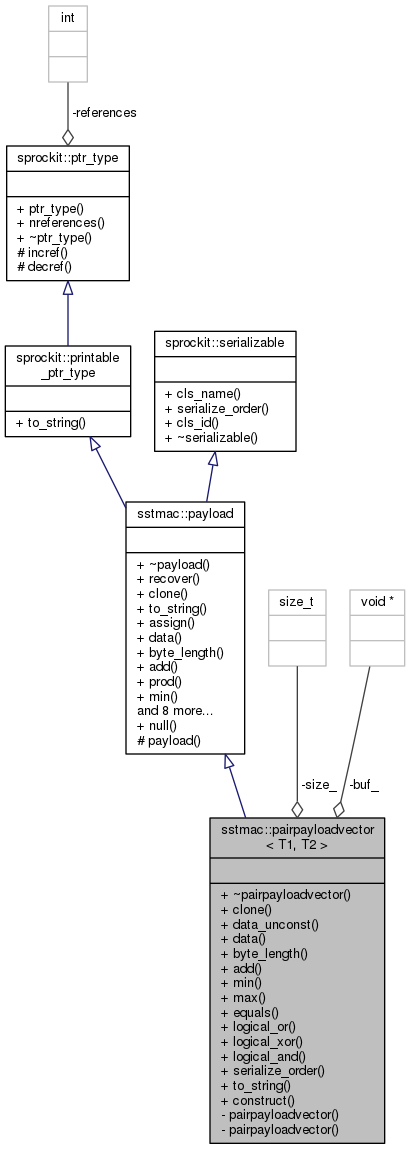 int
-references
sprockit::ptr_type
+ ptr_type()
+ nreferences()
+ ~ptr_type()
# incref()
# decref()
sprockit::printable
_ptr_type
+ to_string()
sprockit::serializable
+ cls_name()
+ serialize_order()
+ cls_id()
+ ~serializable()
sstmac::payload
+ ~payload()
+ recover()
+ clone()
+ to_string()
+ assign()
+ data()
+ byte_length()
+ add()
+ prod()
+ min()
and 8 more...
+ null()
# payload()
size_t
void *
-size_
-buf_
sstmac::pairpayloadvector
< T1, T2 >
+ ~pairpayloadvector()
+ clone()
+ data_unconst()
+ data()
+ byte_length()
+ add()
+ min()
+ max()
+ equals()
+ logical_or()
+ logical_xor()
+ logical_and()
+ serialize_order()
+ to_string()
+ construct()
- pairpayloadvector()
- pairpayloadvector()